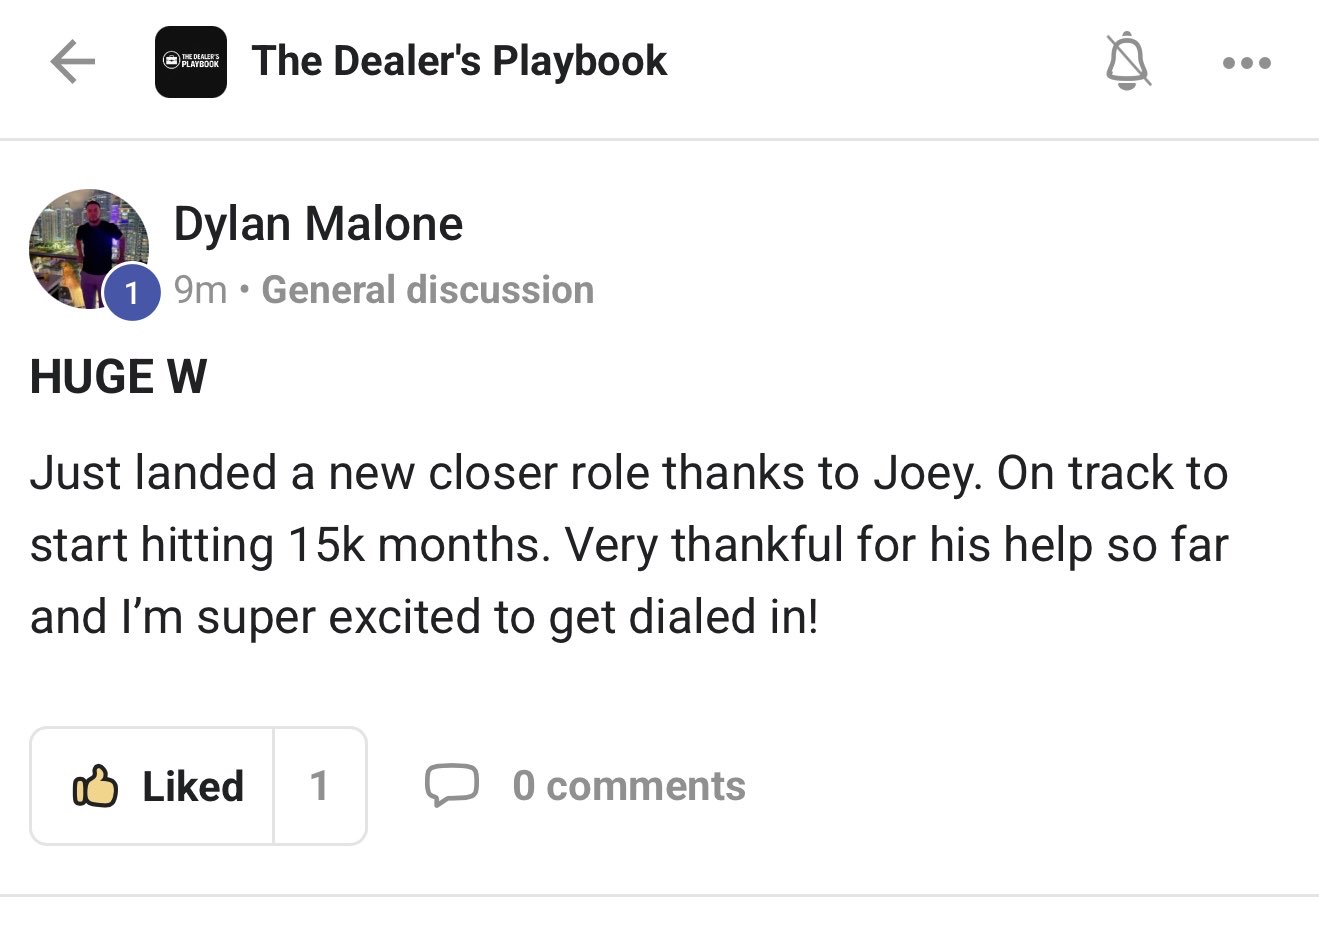 THE DEALER'S
PLAYBOOK
The Dealer's Playbook
Dylan Malone
1
9m • General discussion
HUGE W
Just landed a new closer role thanks to Joey. On track to
start hitting 15k months. Very thankful for his help so far
and I’m super excited to get dialed in!
Liked 1 0 comments